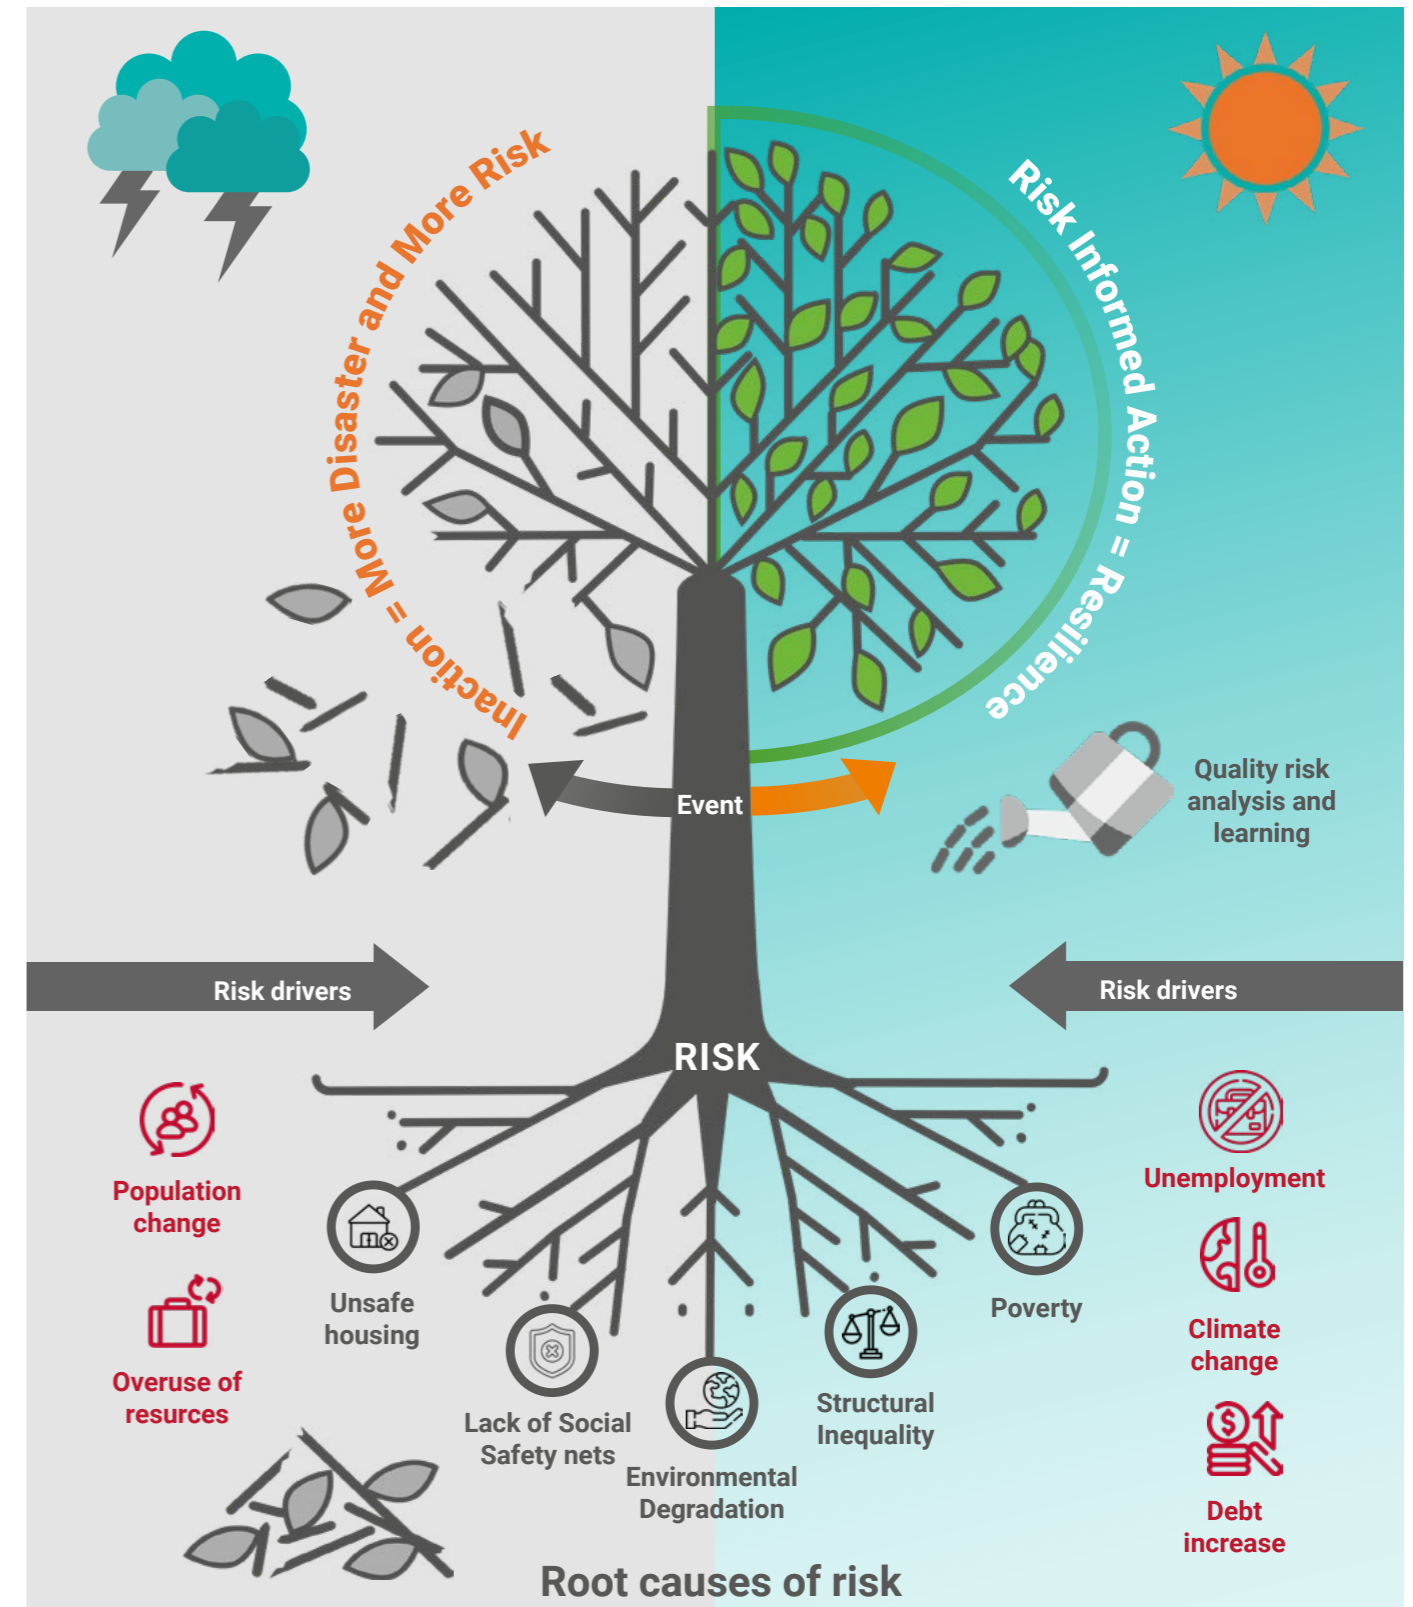 Inaction = More Disaster and More Risk
Risk Informed Action = Resilience
Quality risk
analysis and
learning
Event
Risk drivers
Risk drivers
RISK
Population
change
Overuse of
resurces
Unsafe
housing
Lack of Social
Safety nets
Environmental
Degradation
Structural
Inequality
Poverty
Unemployment
Climate
change
Debt
increase
Root causes of risk